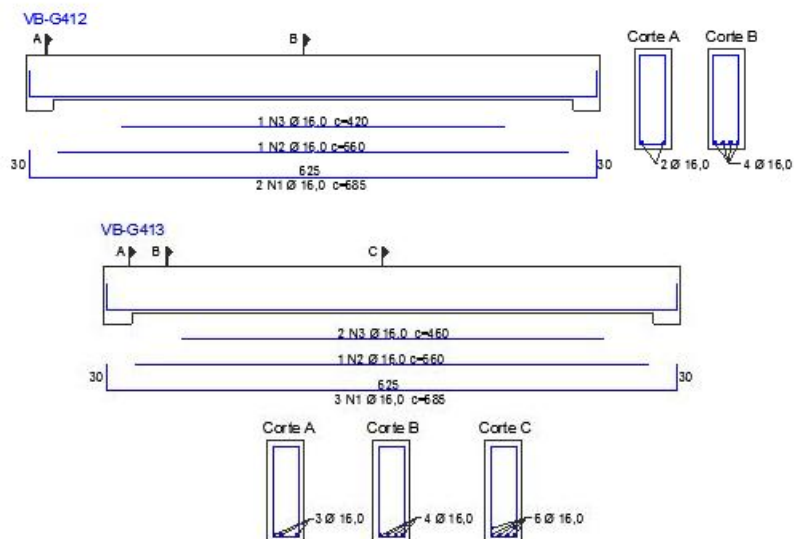 VB-G412
A B
Corte A Corte B
1 N3 Ø 16,0 c=420
1 N2 Ø 16,0 c=560
30 625 30
2 N1 Ø 16,0 c=685
2 Ø 16,0 4 Ø 16,0
VB-G413
A B C
2 N3 Ø 16,0 c=460
1 N2 Ø 16,0 c=560
30 625 30
3 N1 Ø 16,0 c=685
Corte A Corte B Corte C
3 Ø 16,0 4 Ø 16,0 6 Ø 16,0